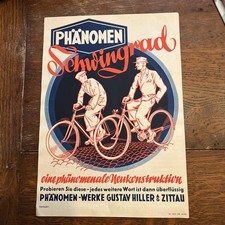 PHÄNOMEN
Schwingrad
eine phänomenale Neukonstruktion
Probieren Sie diese - jedes weitere Wort ist dann überflüssig
PHÄNOMEN-WERKE GUSTAV HILLER ZITTAU